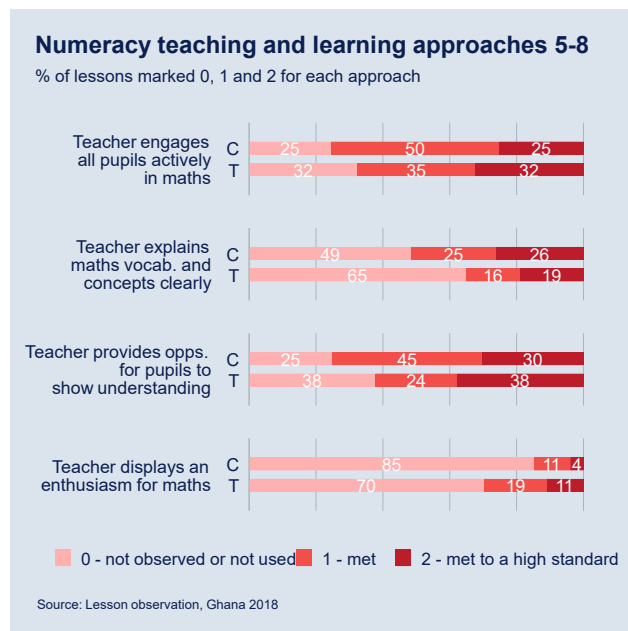 Numeracy teaching and learning approaches 5-8
% of lessons marked 0, 1 and 2 for each approach
Teacher engages
all pupils actively
in maths
C 25 50 25
T 32 35 32
Teacher explains
maths vocab. and
concepts clearly
C 49 25 26
T 65 16 19
Teacher provides opps.
for pupils to
show understanding
C 25 45 30
T 38 24 38
Teacher displays an
enthusiasm for maths
C 85 11 4
T 70 19 11
0 - not observed or not used 1 - met 2 - met to a high standard
Source: Lesson observation, Ghana 2018